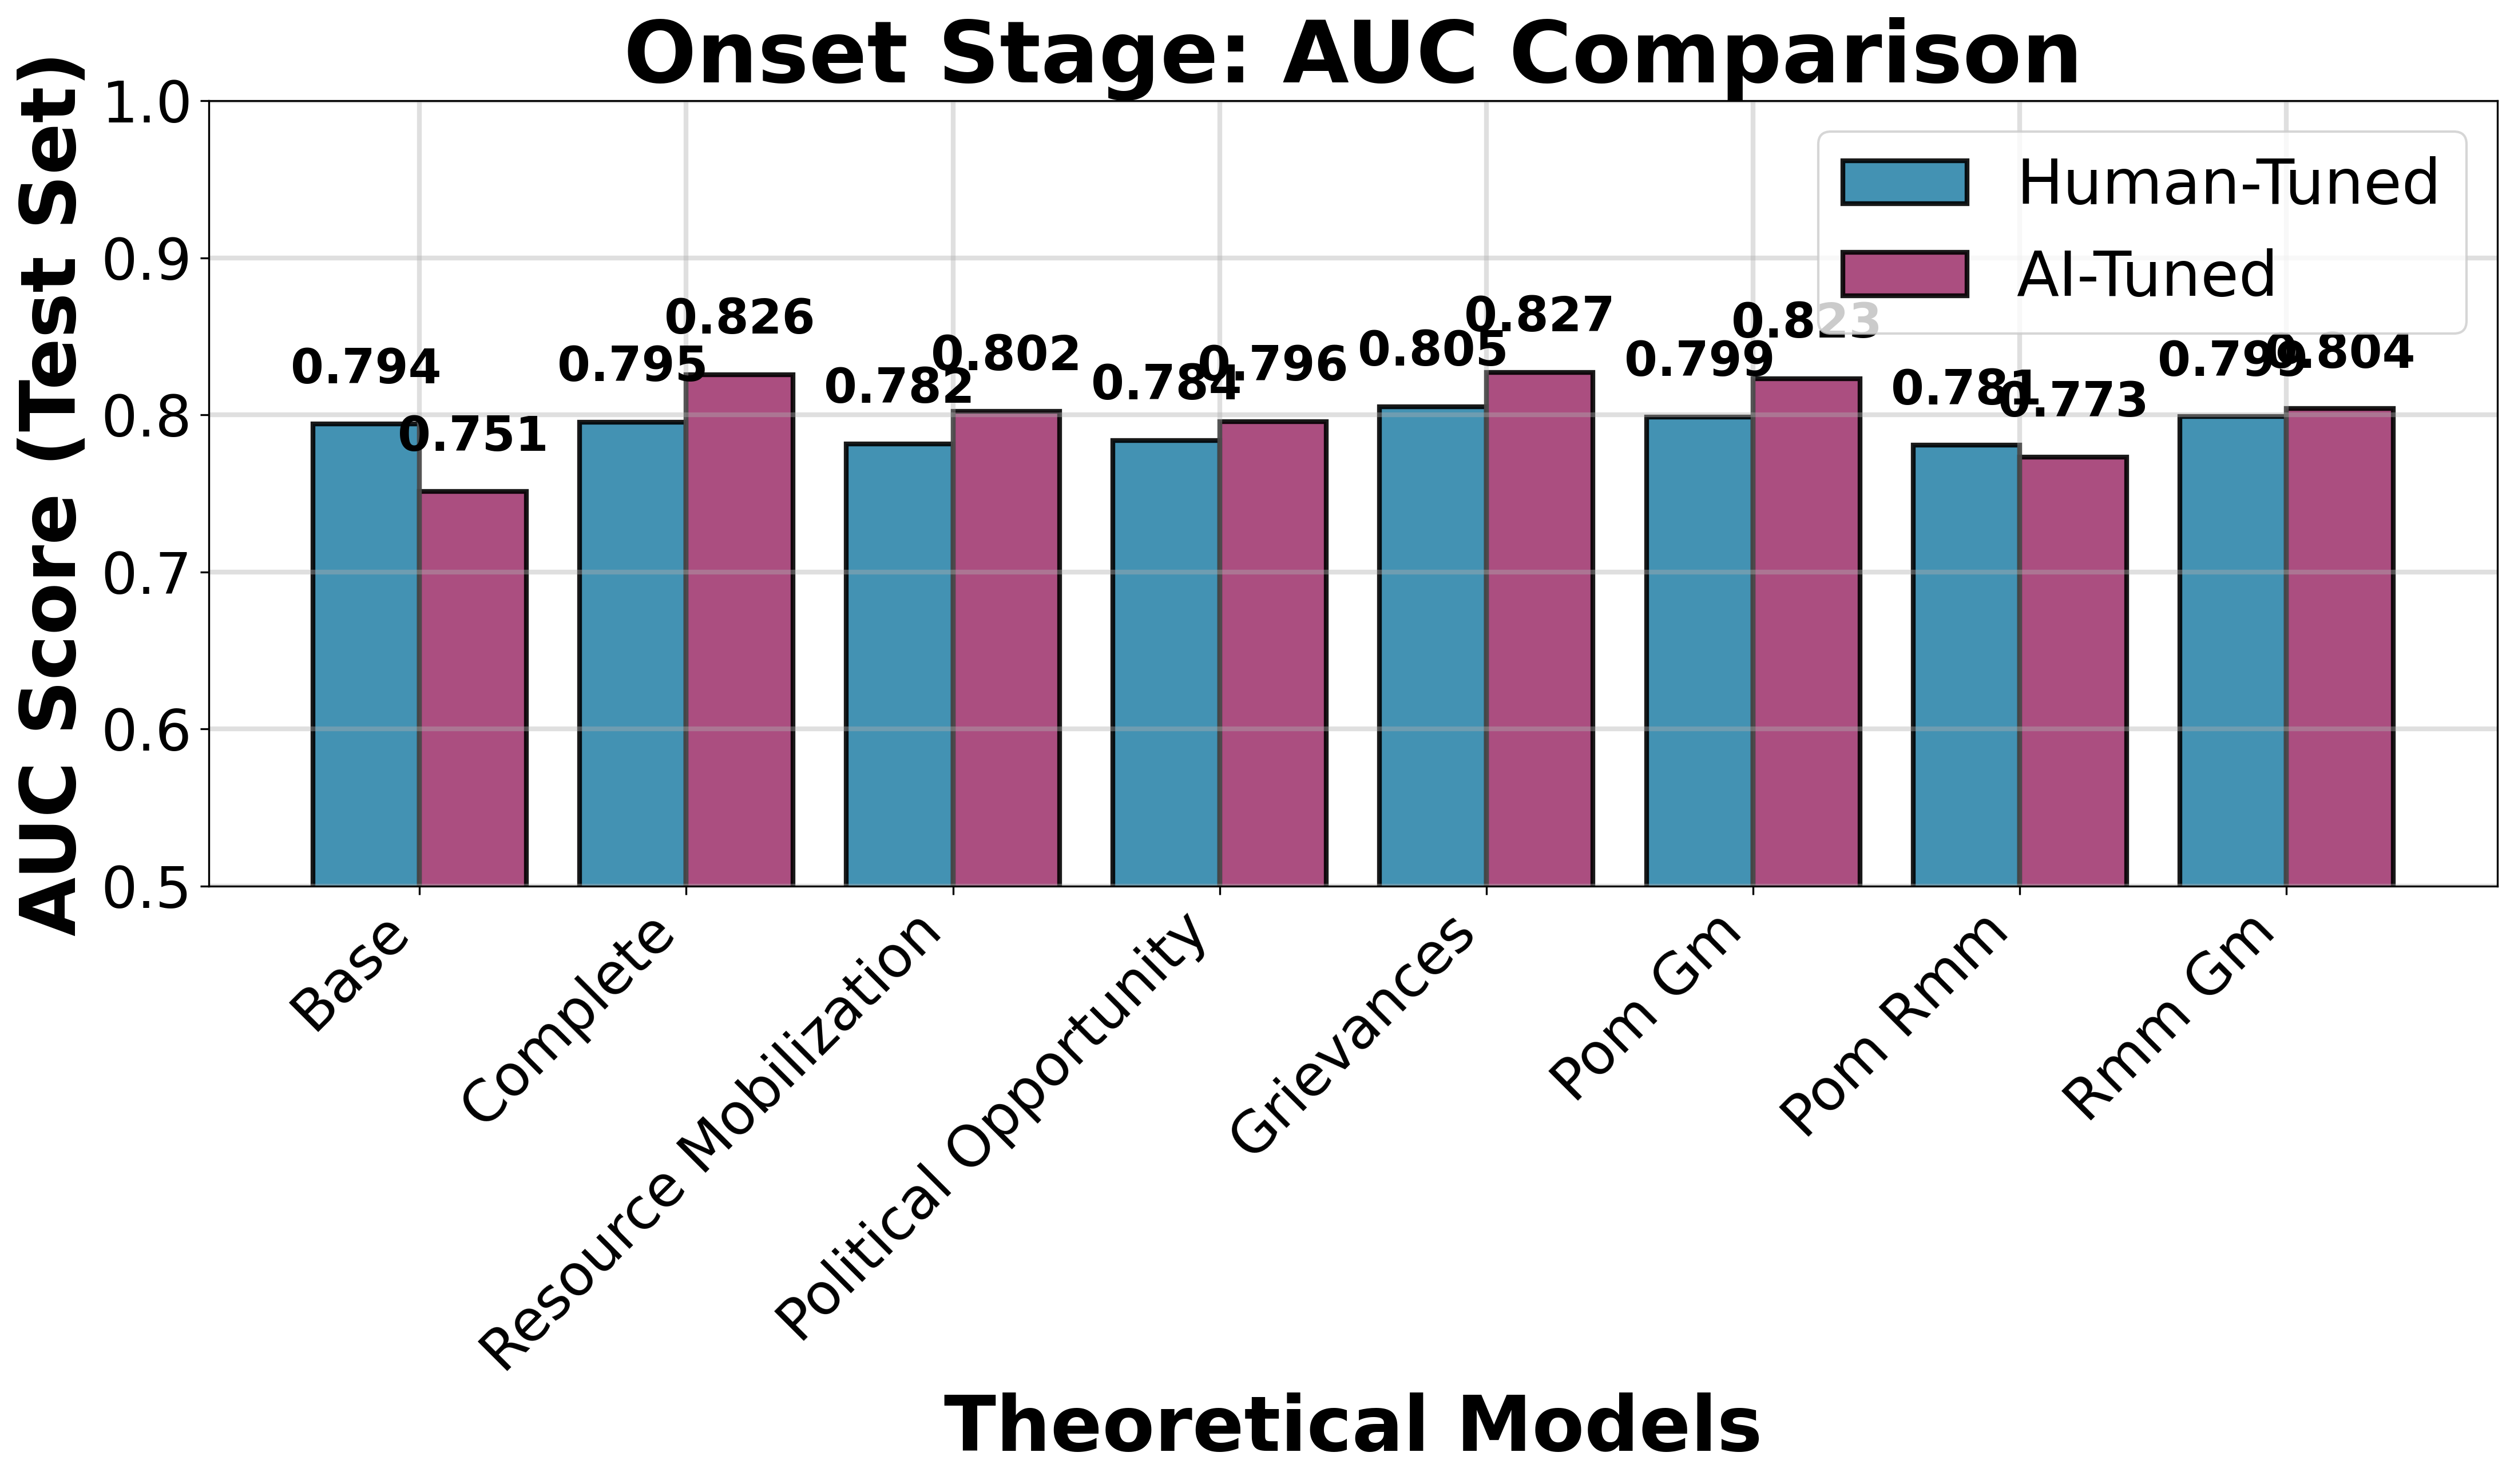 Onset Stage: AUC Comparison
AUC Score (Test Set)
1.0
0.9
0.8
0.7
0.6
0.5
Human-Tuned
AI-Tuned
0.794
0.751
0.795
0.826
0.782
0.802
0.784
0.796
0.805
0.827
0.799
0.823
0.781
0.773
0.799
0.804
Base
Complete
Resource Mobilization
Political Opportunity
Grievances
Pom Gm
Pom Rmm
Rmm Gm
Theoretical Models